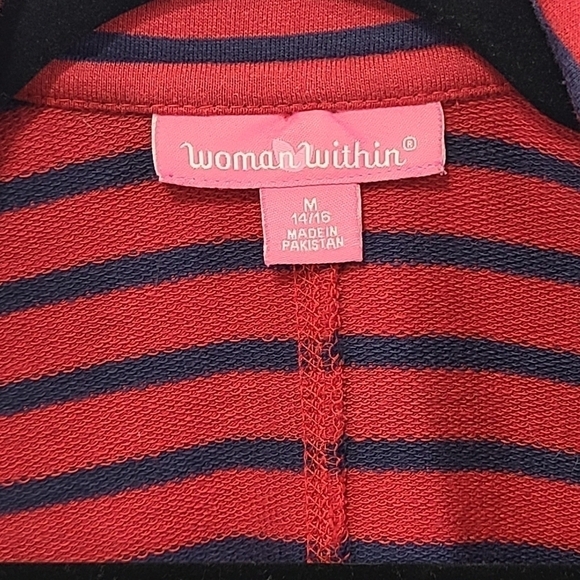 woman within®
M
14/16
MADE IN
PAKISTAN